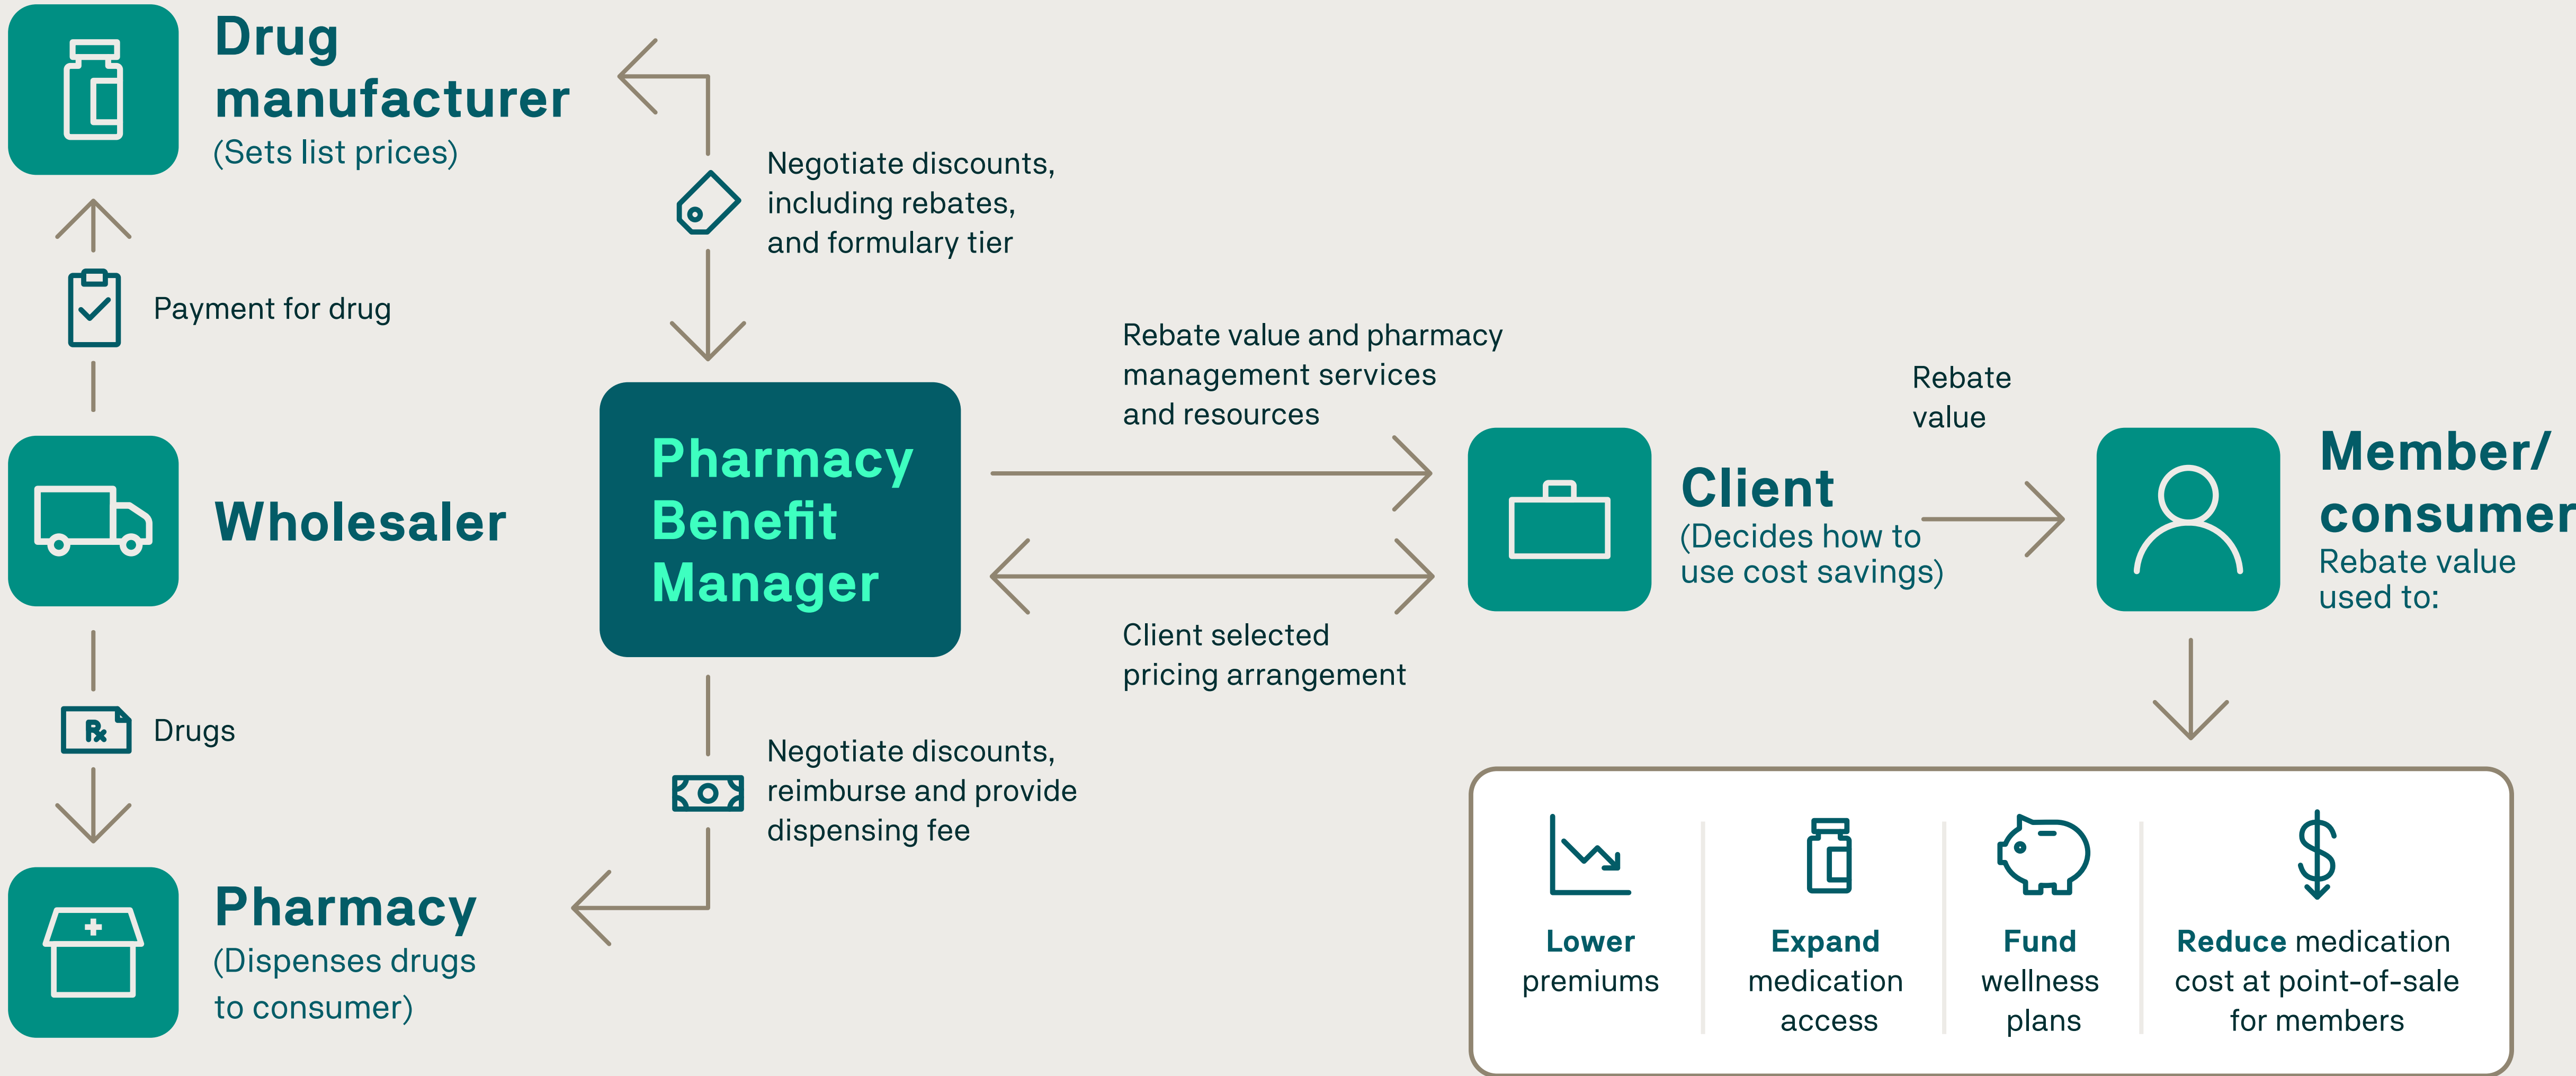 Drug
manufacturer
(Sets list prices)
Payment for drug
Wholesaler
Rx
Drugs
Pharmacy
(Dispenses drugs
to consumer)
Negotiate discounts,
including rebates,
and formulary tier
Pharmacy
Benefit
Manager
Negotiate discounts,
reimburse and provide
dispensing fee
Rebate value and pharmacy
management services
and resources
Client selected
pricing arrangement
Client
(Decides how to
use cost savings)
Rebate
value
Member/
consumer
Rebate value
used to:
Lower
premiums
Expand
medication
access
Fund
wellness
plans
$
Reduce medication
cost at point-of-sale
for members